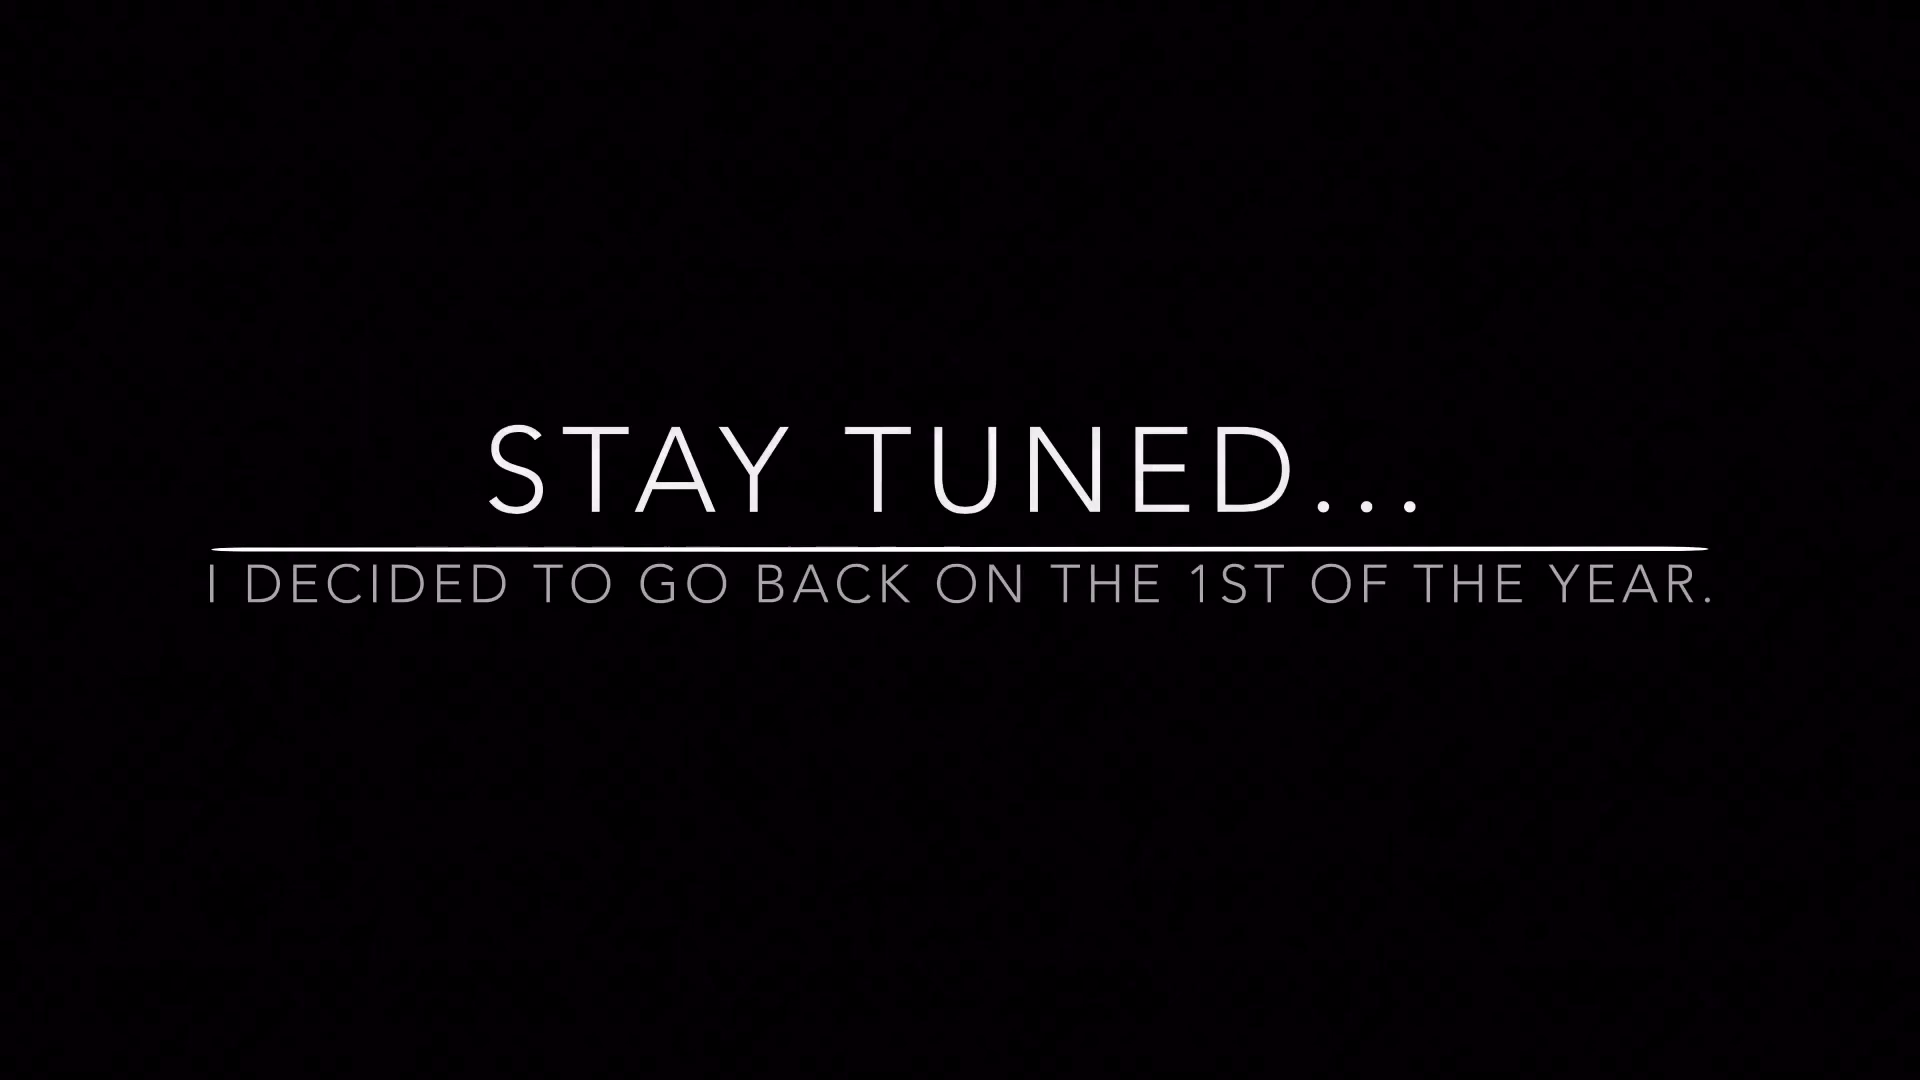 STAY TUNED...
I DECIDED TO GO BACK ON THE 1ST OF THE YEAR.